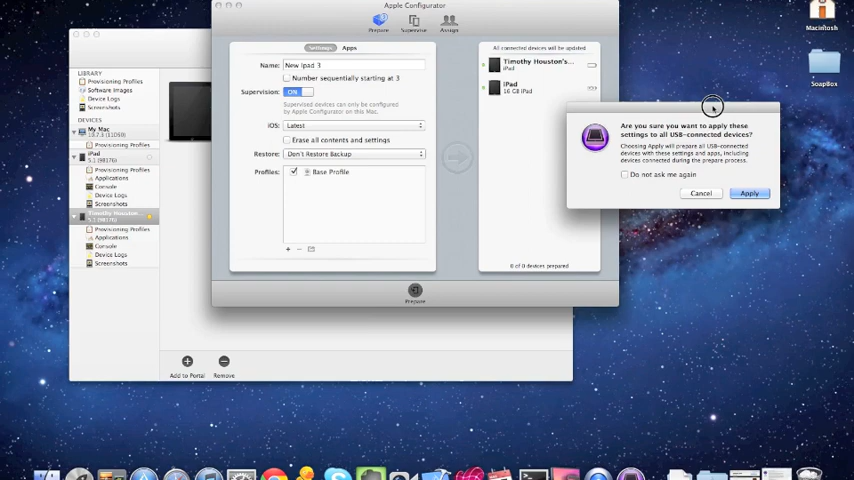 Apple Configurator
Prepare Supervise Assign
Macintosh
SoapBox
LIBRARY
Provisioning Profiles
Software Images
Device Logs
Screenshots
DEVICES
My Mac
Provisioning Profiles
iPad
Provisioning Profiles
Applications
Console
Device Logs
Screenshots
Timothy Houston...
Provisioning Profiles
Applications
Console
Device Logs
Screenshots
Add to Portal Remove
Settings Apps
Name: New Ipad 3
Number sequentially starting at 3
Supervision: ON
Supervised devices can only be configured
by Apple Configurator on this Mac.
iOS: Latest
Erase all contents and settings
Restore: Don't Restore Backup
Profiles: Base Profile
+ −
All connected devices will be updated
Timothy Houston's...
iPad
iPad
16 GB iPad
0 of 0 devices prepared
Prepare
Are you sure you want to apply these
settings to all USB-connected devices?
Choosing Apply will prepare all USB-connected
devices with these settings and apps, including
devices connected during the prepare process.
Do not ask me again
Cancel Apply